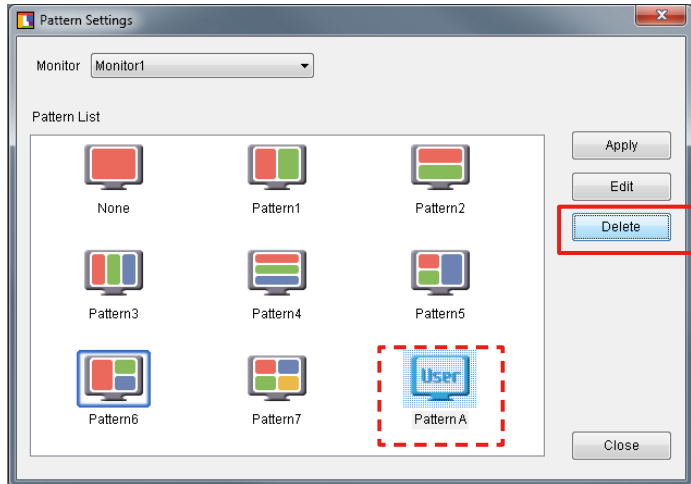 Pattern Settings
Monitor Monitor1
Pattern List
Apply
None Pattern1 Pattern2
Edit
Delete
Pattern3 Pattern4 Pattern5
User
Pattern6 Pattern7 Pattern A
Close